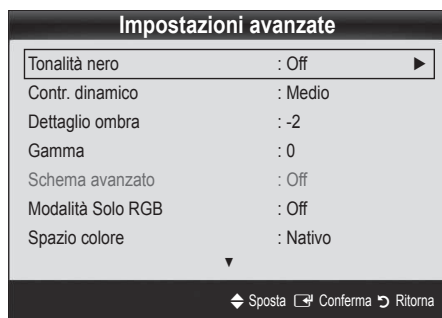 Impostazioni avanzate
Tonalità nero : Off ▶
Contr. dinamico : Medio
Dettaglio ombra : -2
Gamma : 0
Schema avanzato : Off
Modalità Solo RGB : Off
Spazio colore : Nativo
▼
Sposta Conferma Ritorna